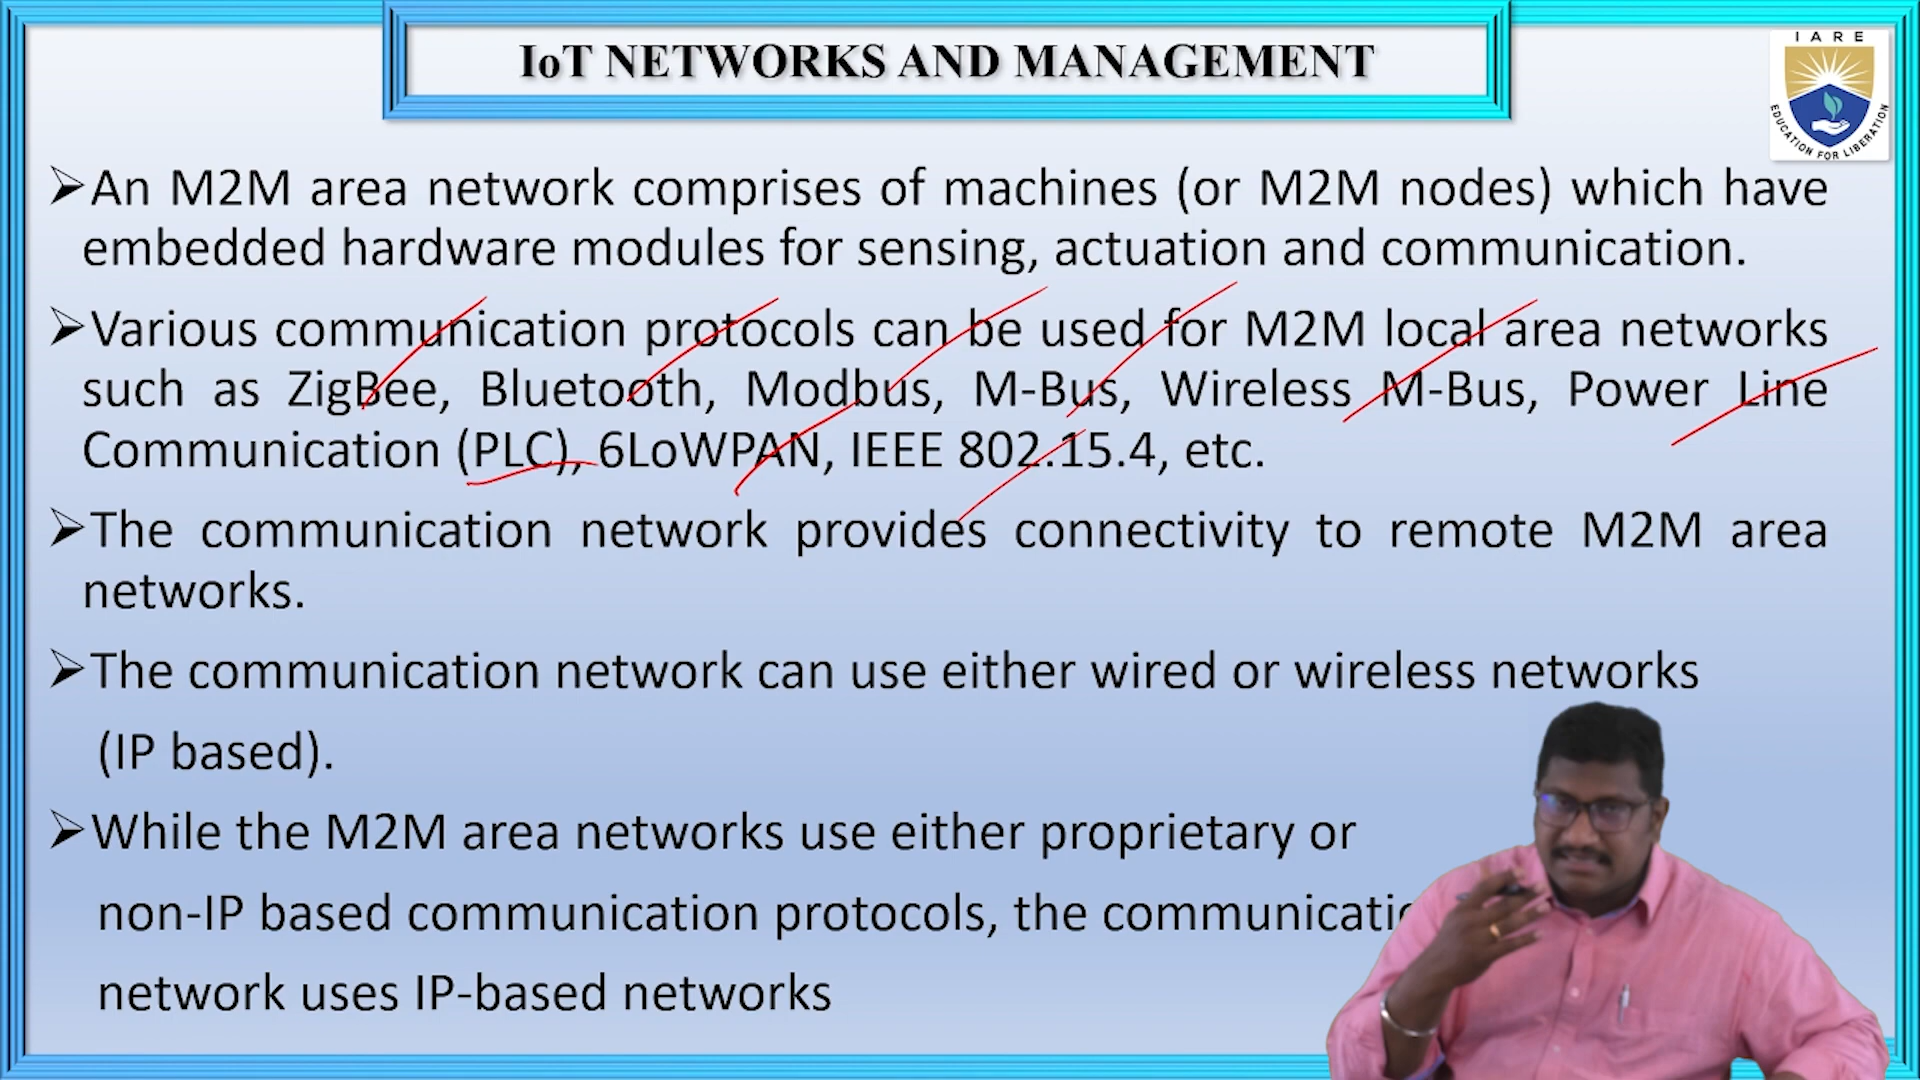 IoT NETWORKS AND MANAGEMENT
IARE
EDUCATION FOR LIBERATION
➢An M2M area network comprises of machines (or M2M nodes) which have
embedded hardware modules for sensing, actuation and communication.
➢Various communication protocols can be used for M2M local area networks
such as ZigBee, Bluetooth, Modbus, M-Bus, Wireless M-Bus, Power Line
Communication (PLC), 6LoWPAN, IEEE 802.15.4, etc.
➢The communication network provides connectivity to remote M2M area
networks.
➢The communication network can use either wired or wireless networks
(IP based).
➢While the M2M area networks use either proprietary or
non-IP based communication protocols, the
network uses IP-based networks